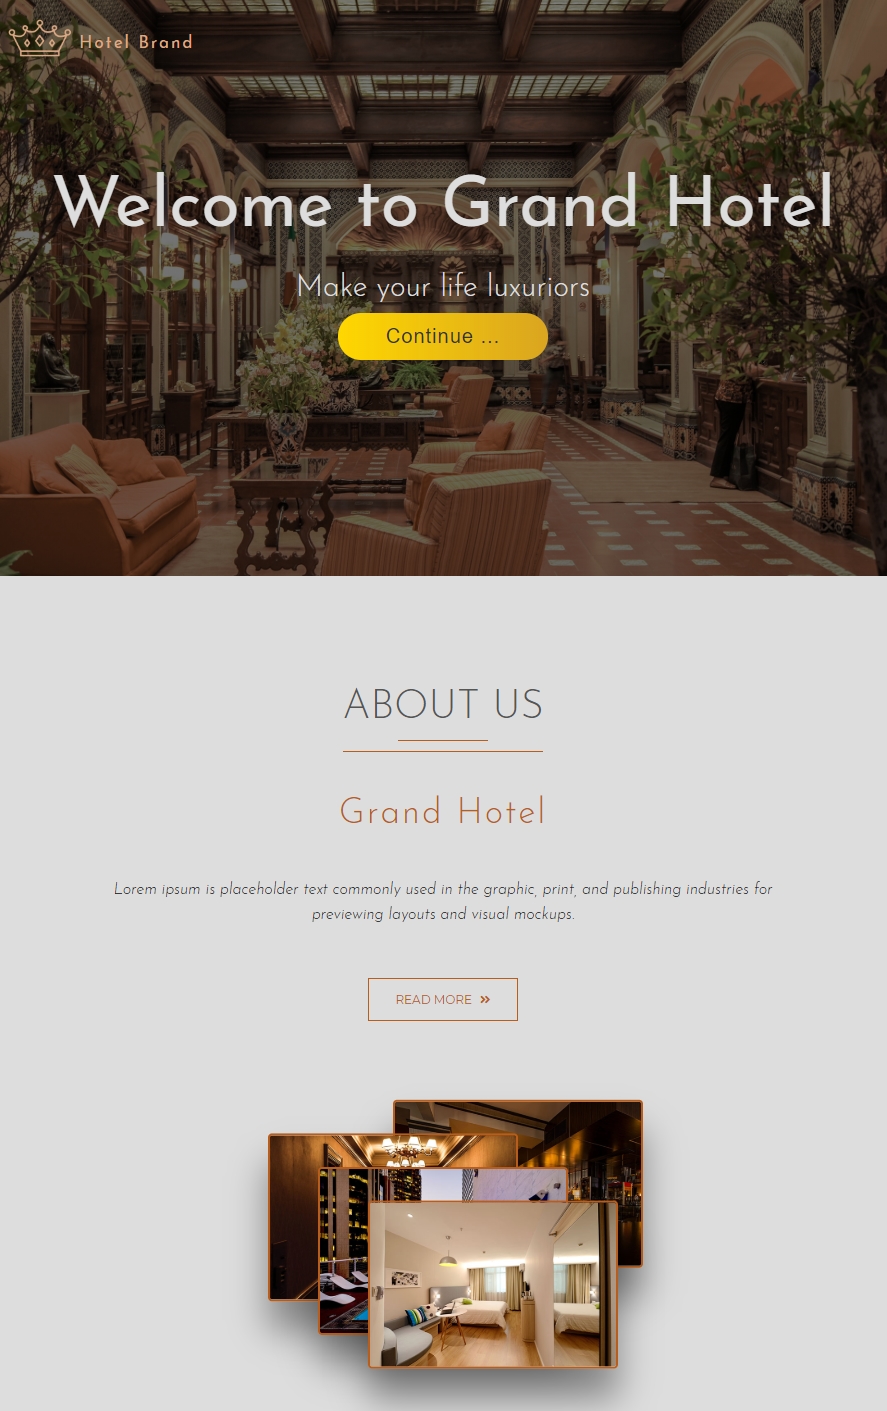 Hotel Brand
Welcome to Grand Hotel
Make your life luxuriors
Continue ...
ABOUT US
Grand Hotel
Lorem ipsum is placeholder text commonly used in the graphic, print, and publishing industries for
previewing layouts and visual mockups.
READ MORE »